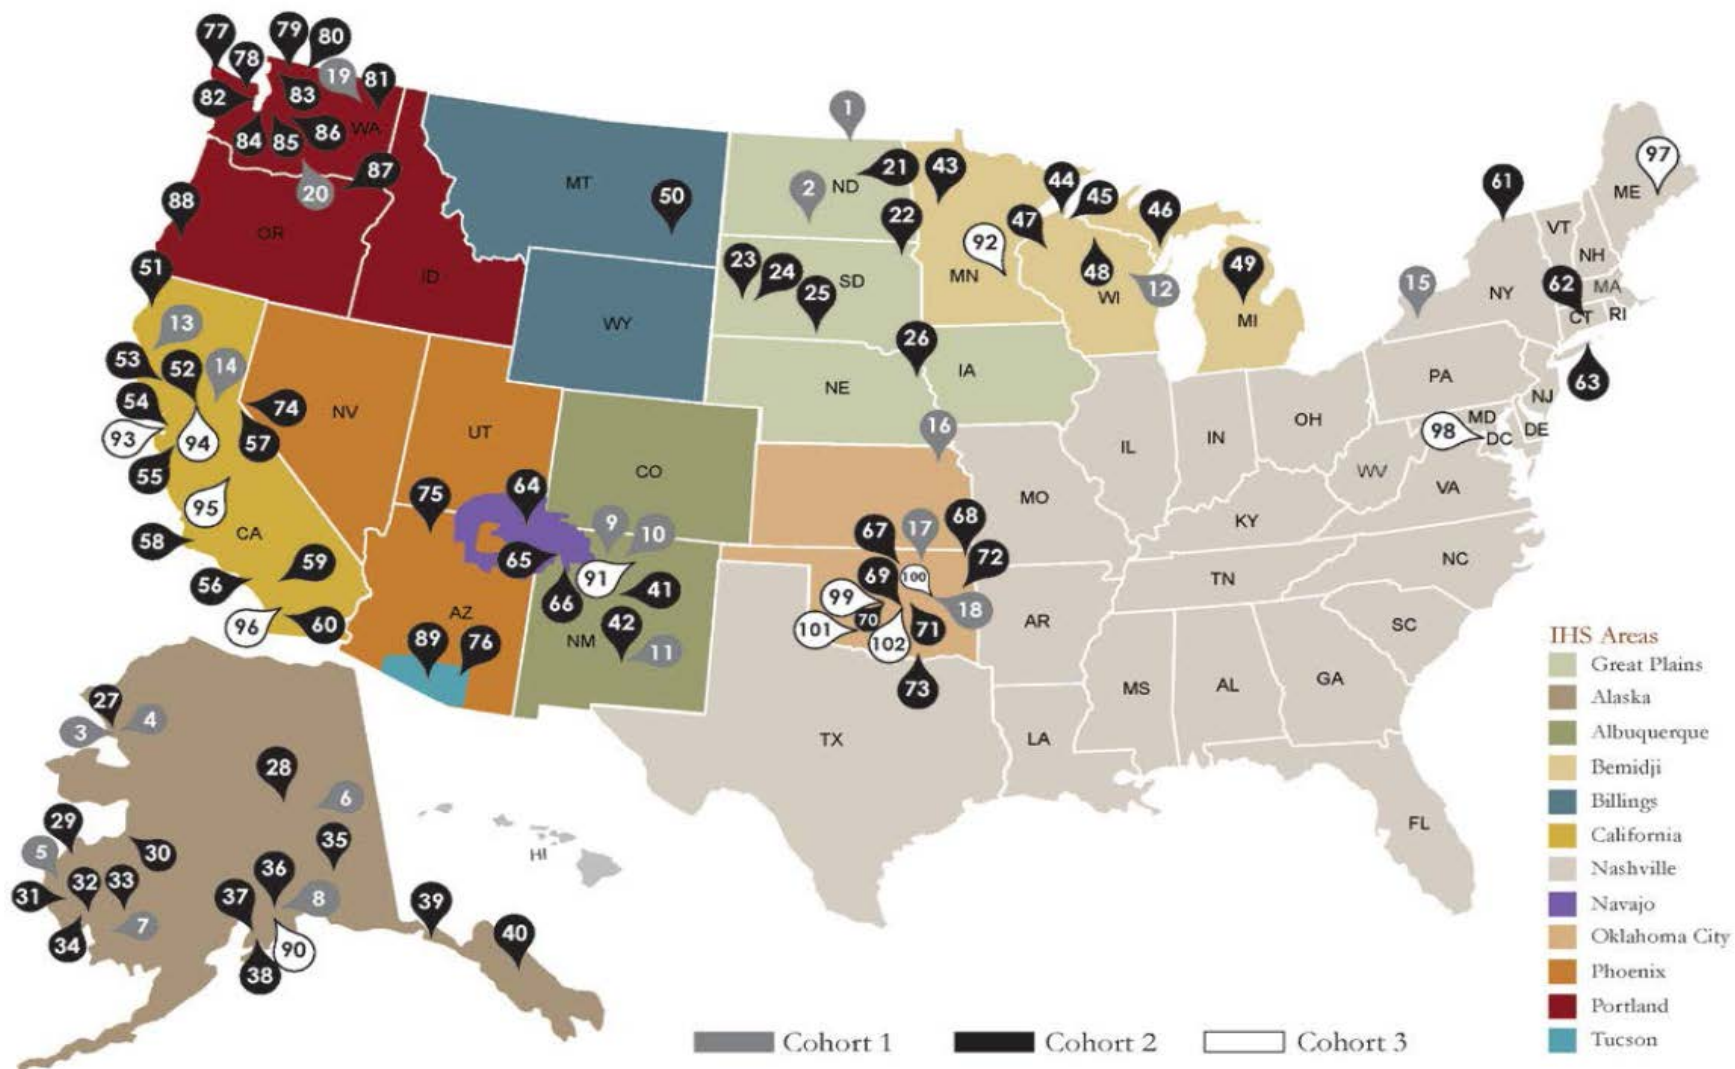 77
79
80
78
19
81
82
83
84
85
86
WA
87
20
88
OR
ID
51
MT
50
WY
1
21
ND
2
22
43
44
45
46
47
92
MN
48
WI
12
49
MI
23
24
25
SD
26
NE
IA
61
97
ME
VT
NH
15
NY
62
MA
CT
RI
63
PA
NJ
MD
DE
98
DC
13
14
53
52
54
93
94
57
74
55
95
CA
58
59
56
96
60
NV
UT
CO
75
64
65
66
9
10
91
41
42
11
NM
AZ
89
76
16
67
17
68
72
69
100
99
70
18
101
102
71
73
MO
IL
IN
OH
WV
VA
KY
TN
NC
SC
AR
MS
AL
GA
TX
LA
FL
27
3
4
28
6
29
5
30
35
31
32
33
36
37
8
7
34
90
38
39
40
HI
IHS Areas
Great Plains
Alaska
Albuquerque
Bemidji
Billings
California
Nashville
Navajo
Oklahoma City
Phoenix
Portland
Tucson
Cohort 1 Cohort 2 Cohort 3